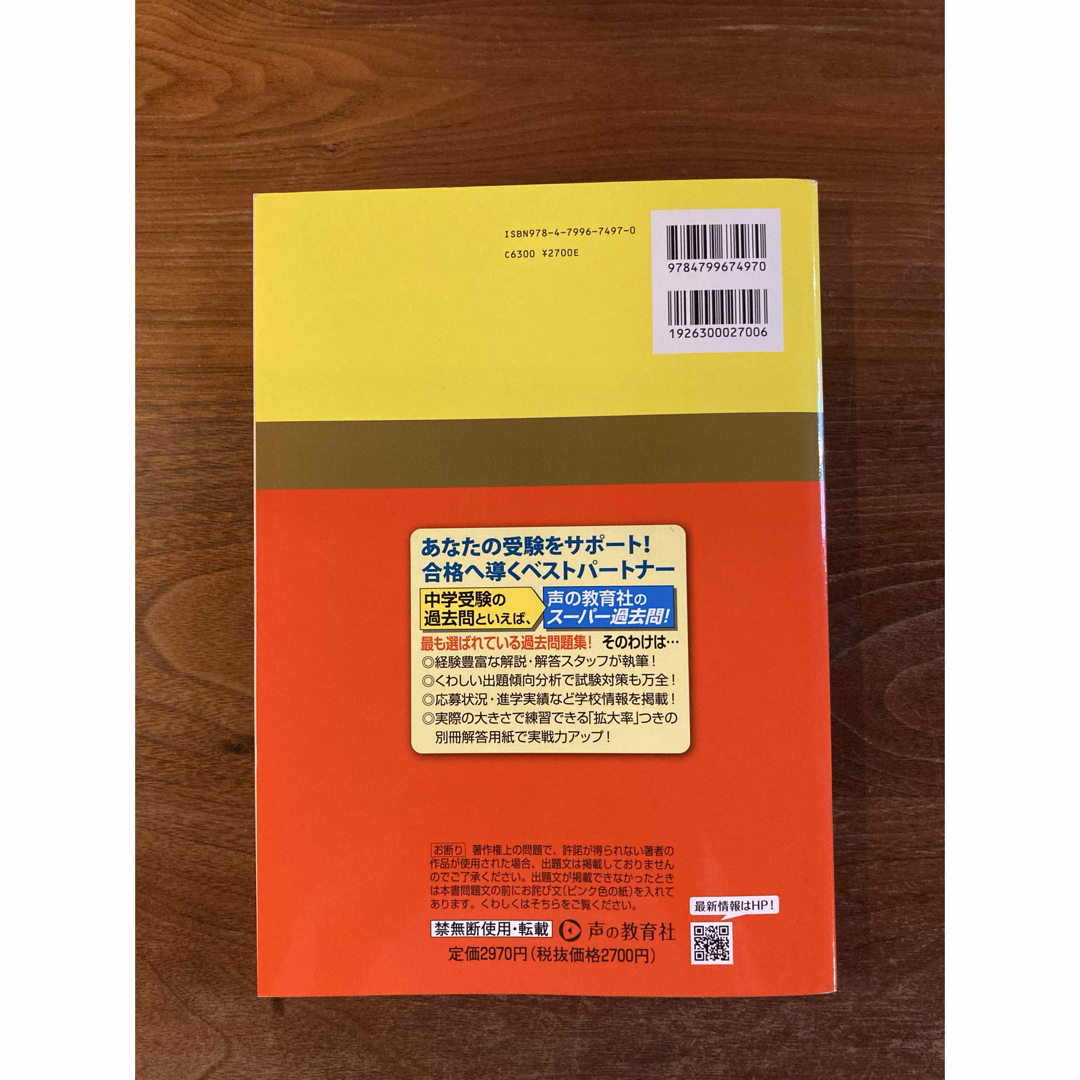 ISBN978-4-7996-7497-0
C6300 ¥2700E
9784799674970
1926300027006
あなたの受験をサポート!
合格へ導くベストパートナー
中学受験の
過去問といえば、
声の教育社の
スーパー過去問!
最も選ばれている過去問題集! そのわけは…
◎経験豊富な解説・解答スタッフが執筆!
◎くわしい出題傾向分析で試験対策も万全!
◎応募状況・進学実績など学校情報を掲載!
◎実際の大きさで練習できる「拡大率」つきの
別冊解答用紙で実戦力アップ!
お断り 著作権上の問題で、許諾が得られない著者の
作品が使用された場合、出題文は掲載しておりません
のでご了承ください。出題文が掲載できなかったときは
本書問題文の前にお詫び文(ピンク色の紙)を入れて
あります。くわしくはそちらをご覧ください。
最新情報はHP!
禁無断使用・転載 声の教育社
定価2970円(税抜価格2700円)